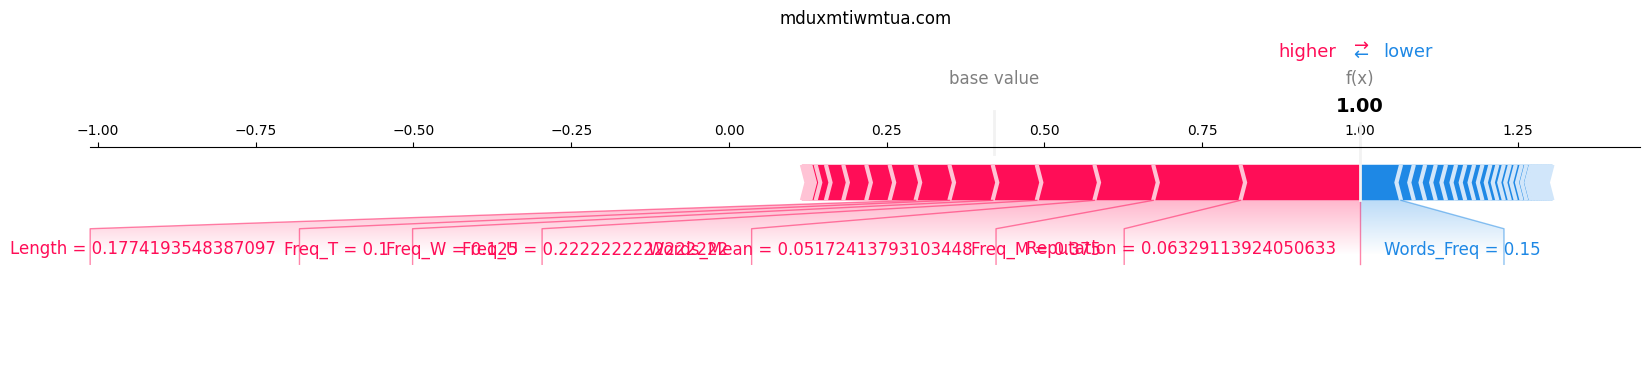 mduxmtiwmtua.com
higher ⇄ lower
base value f(x)
1.00
−1.00 −0.75 −0.50 −0.25 0.00 0.25 0.50 0.75 1.00 1.25
Length = 0.1774193548387097 Freq_T = 0.1 Freq_W = 0.125 Freq_U = 0.2222222222222222 Words_Mean = 0.05172413793103448 Freq_M = 0.375 Reputation = 0.06329113924050633 Words_Freq = 0.15